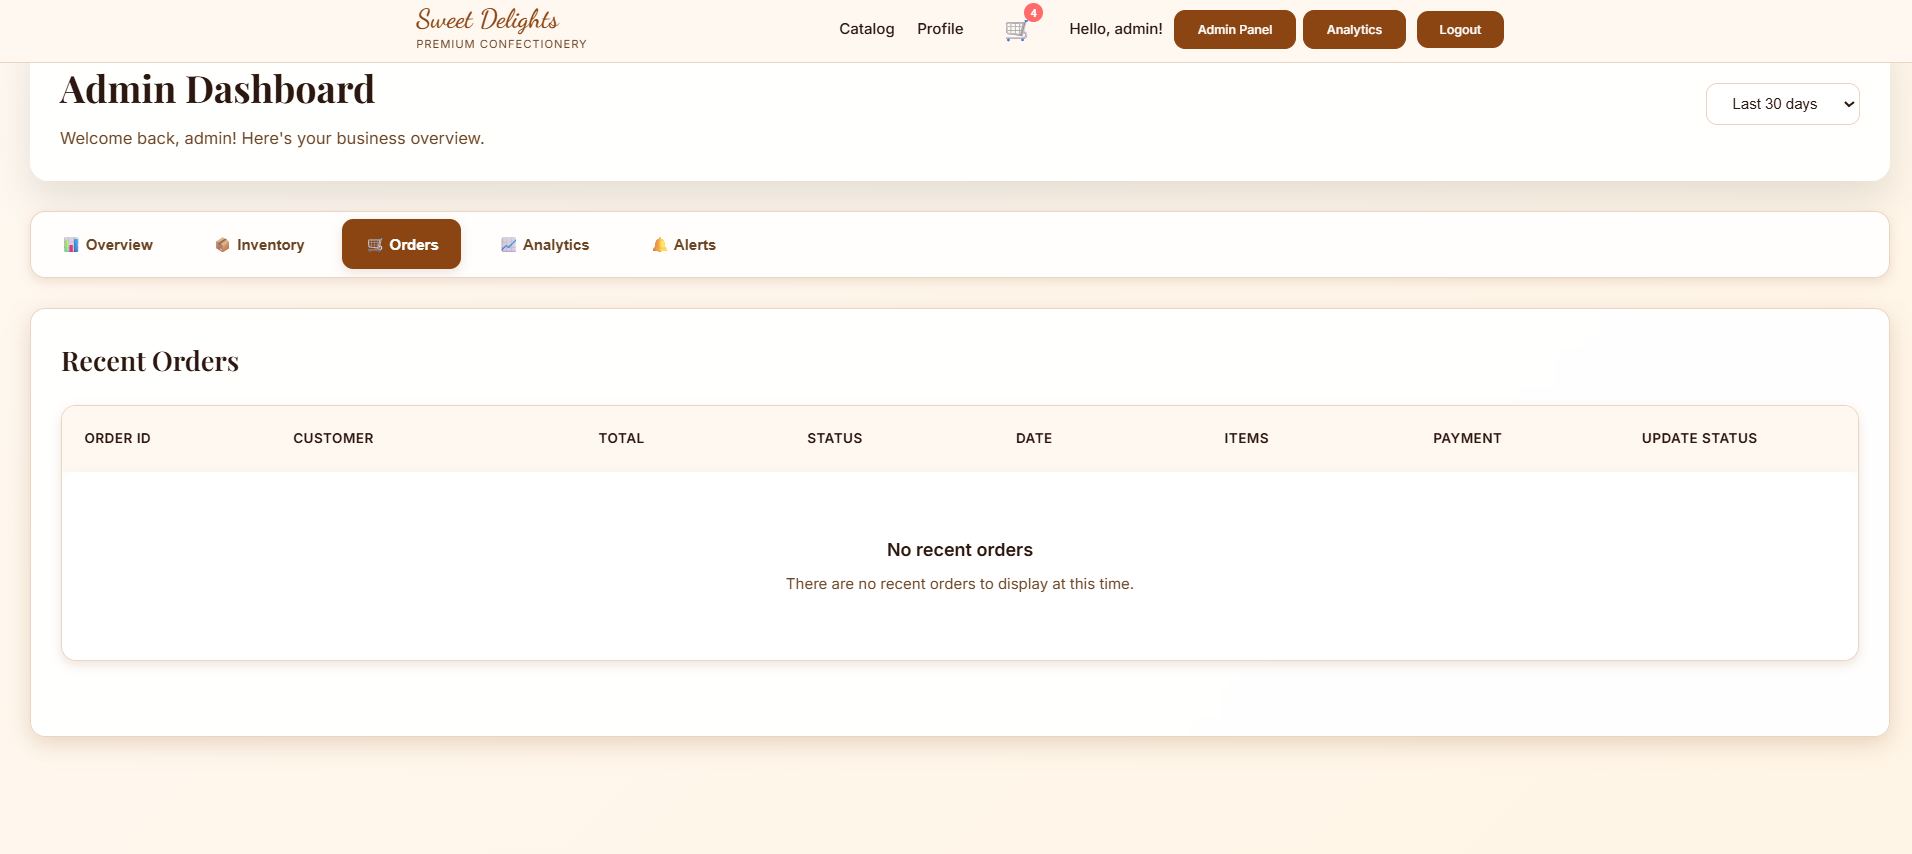 Sweet Delights
PREMIUM CONFECTIONERY
Catalog
Profile
4
Hello, admin!
Admin Panel
Analytics
Logout
Admin Dashboard
Welcome back, admin! Here's your business overview.
Last 30 days
Overview
Inventory
Orders
Analytics
Alerts
Recent Orders
ORDER ID
CUSTOMER
TOTAL
STATUS
DATE
ITEMS
PAYMENT
UPDATE STATUS
No recent orders
There are no recent orders to display at this time.